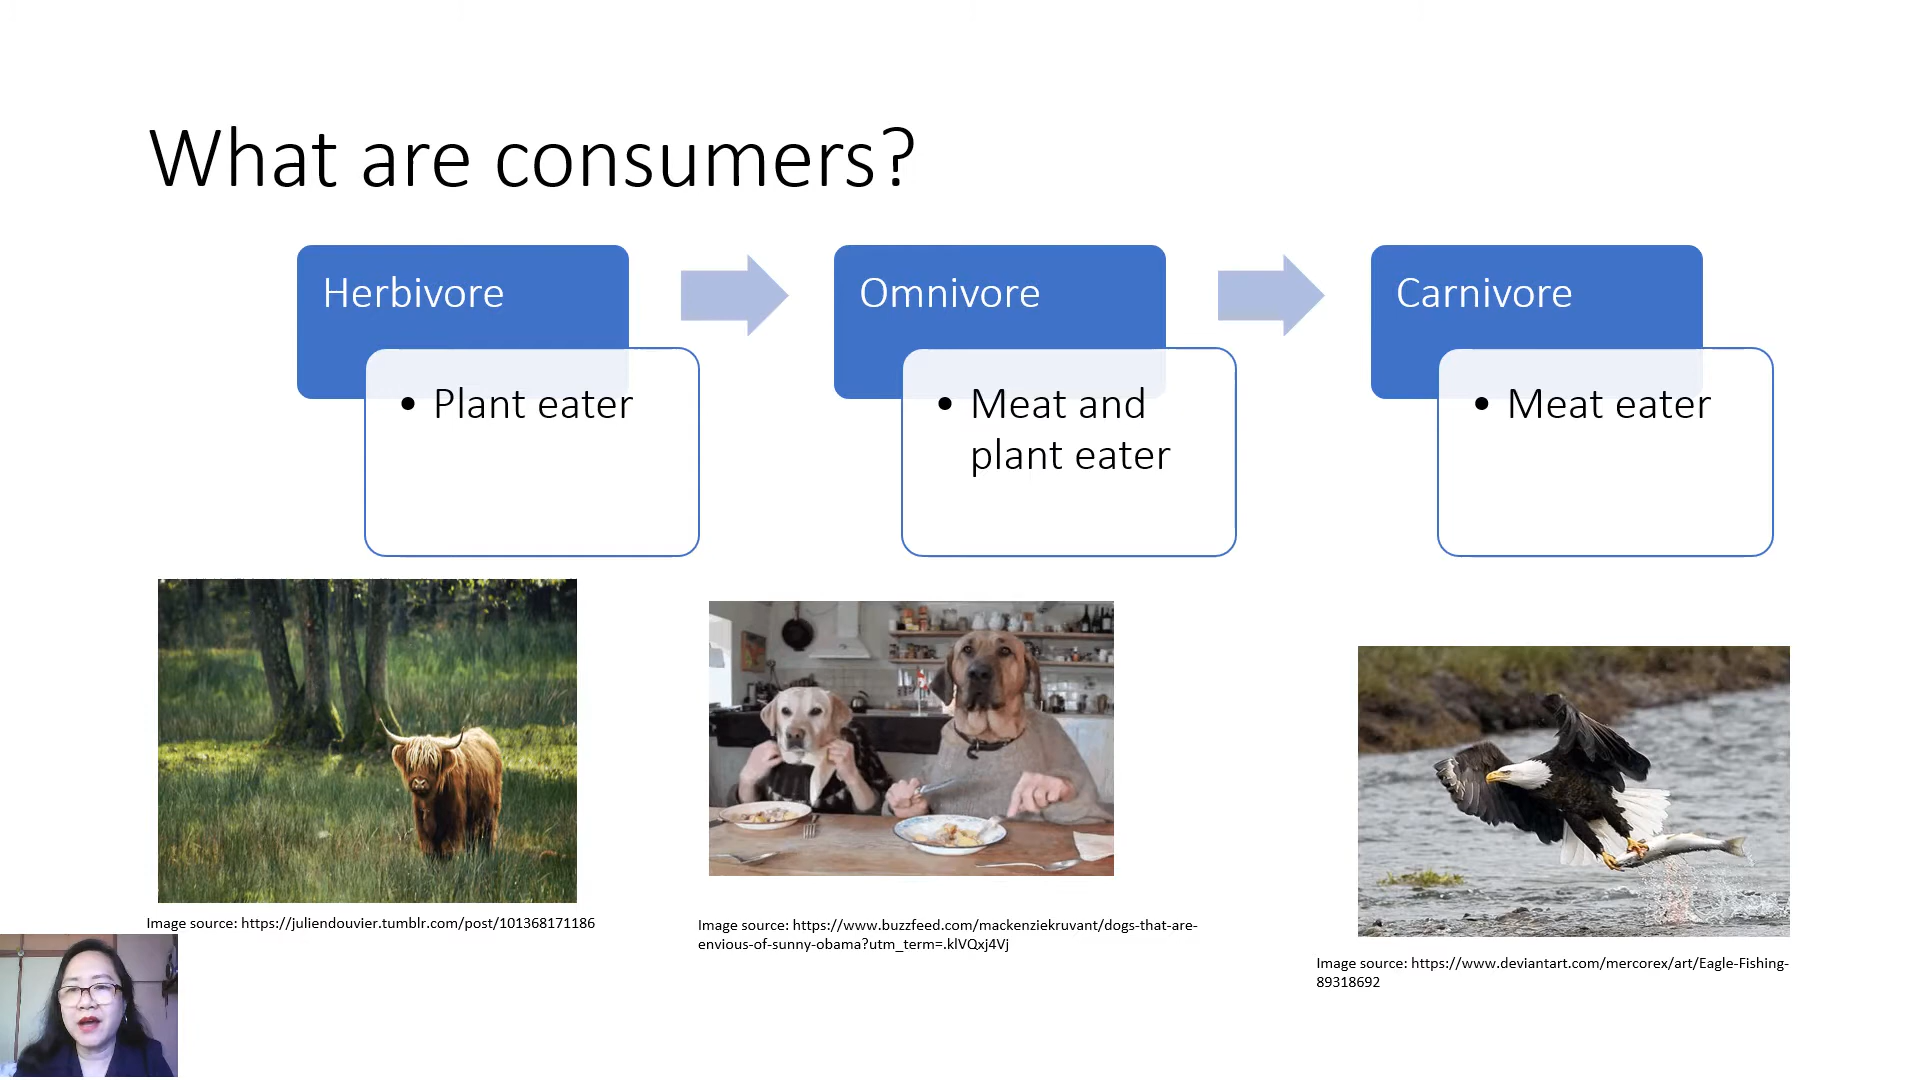 What are consumers?
Herbivore
• Plant eater
Omnivore
• Meat and
plant eater
Carnivore
• Meat eater
Image source: https://juliendouvier.tumblr.com/post/101368171186
Image source: https://www.buzzfeed.com/mackenziekruvant/dogs-that-are-
envious-of-sunny-obama?utm_term=.klVQxj4Vj
Image source: https://www.deviantart.com/mercorex/art/Eagle-Fishing-
89318692